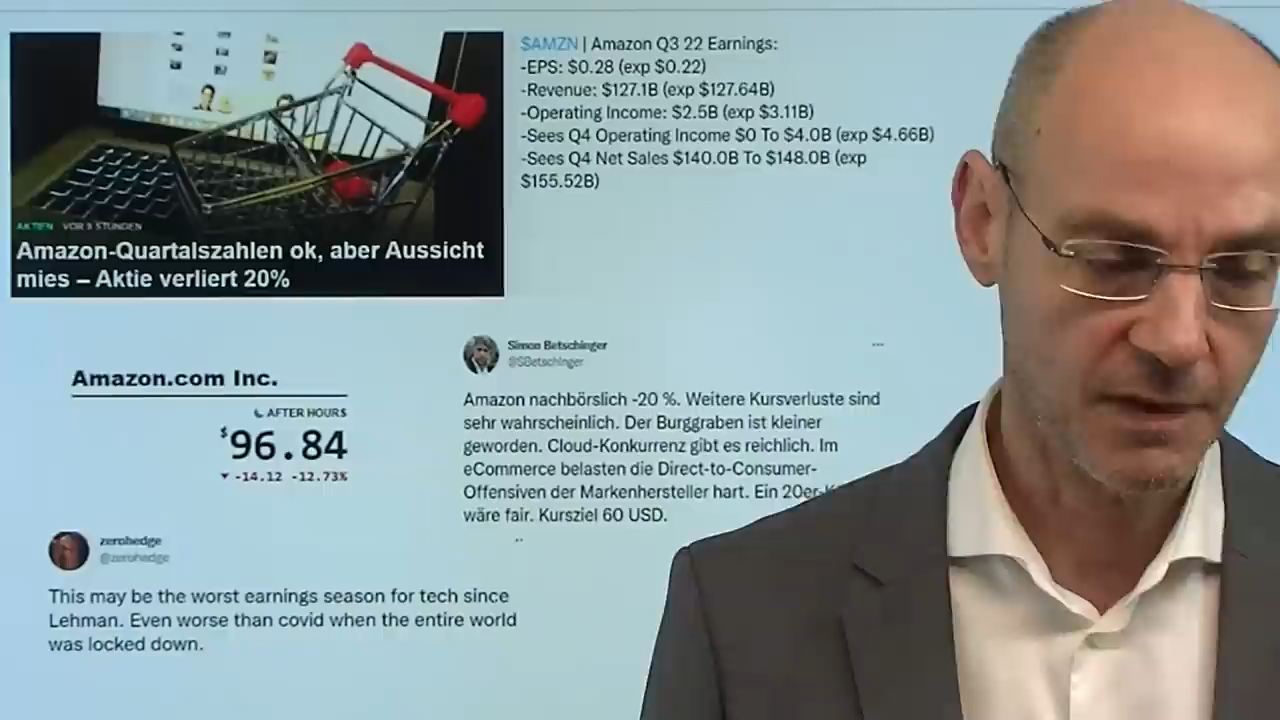 $AMZN | Amazon Q3 22 Earnings:
-EPS: $0.28 (exp $0.22)
-Revenue: $127.1B (exp $127.64B)
-Operating Income: $2.5B (exp $3.11B)
-Sees Q4 Operating Income $0 To $4.0B (exp $4.66B)
-Sees Q4 Net Sales $140.0B To $148.0B (exp
$155.52B)
AKTIEN VOR 9 STUNDEN
Amazon-Quartalszahlen ok, aber Aussicht
mies – Aktie verliert 20%
Amazon.com Inc.
AFTER HOURS
$96.84
▼ -14.12 -12.73%
Simon Betschinger
@SBetschinger
Amazon nachbörslich -20 %. Weitere Kursverluste sind
sehr wahrscheinlich. Der Burggraben ist kleiner
geworden. Cloud-Konkurrenz gibt es reichlich. Im
eCommerce belasten die Direct-to-Consumer-
Offensiven der Markenhersteller hart. Ein 20er-K
wäre fair. Kursziel 60 USD.
zerohedge
@zerohedge
This may be the worst earnings season for tech since
Lehman. Even worse than covid when the entire world
was locked down.